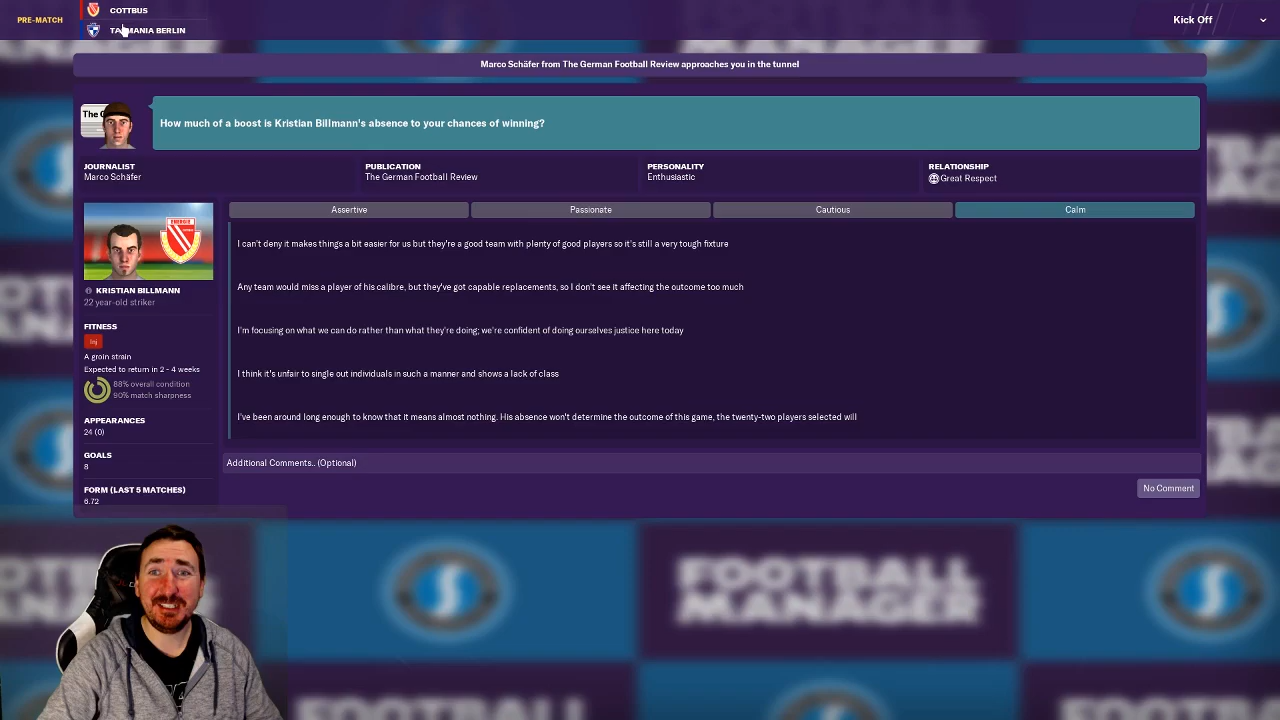 PRE-MATCH
COTTBUS
TASMANIA BERLIN
Kick Off
Marco Schäfer from The German Football Review approaches you in the tunnel
How much of a boost is Kristian Billmann's absence to your chances of winning?
JOURNALIST
Marco Schäfer
PUBLICATION
The German Football Review
PERSONALITY
Enthusiastic
RELATIONSHIP
Great Respect
Assertive
Passionate
Cautious
Calm
ENERGIE
KRISTIAN BILLMANN
22 year-old striker
FITNESS
Inj
A groin strain
Expected to return in 2 - 4 weeks
88% overall condition
90% match sharpness
APPEARANCES
24 (0)
GOALS
8
FORM (LAST 5 MATCHES)
6.72
I can't deny it makes things a bit easier for us but they're a good team with plenty of good players so it's still a very tough fixture
Any team would miss a player of his calibre, but they've got capable replacements, so I don't see it affecting the outcome too much
I'm focusing on what we can do rather than what they're doing; we're confident of doing ourselves justice here today
I think it's unfair to single out individuals in such a manner and shows a lack of class
I've been around long enough to know that it means almost nothing. His absence won't determine the outcome of this game, the twenty-two players selected will
Additional Comments.. (Optional)
No Comment
FOOTBALL
MANAGER